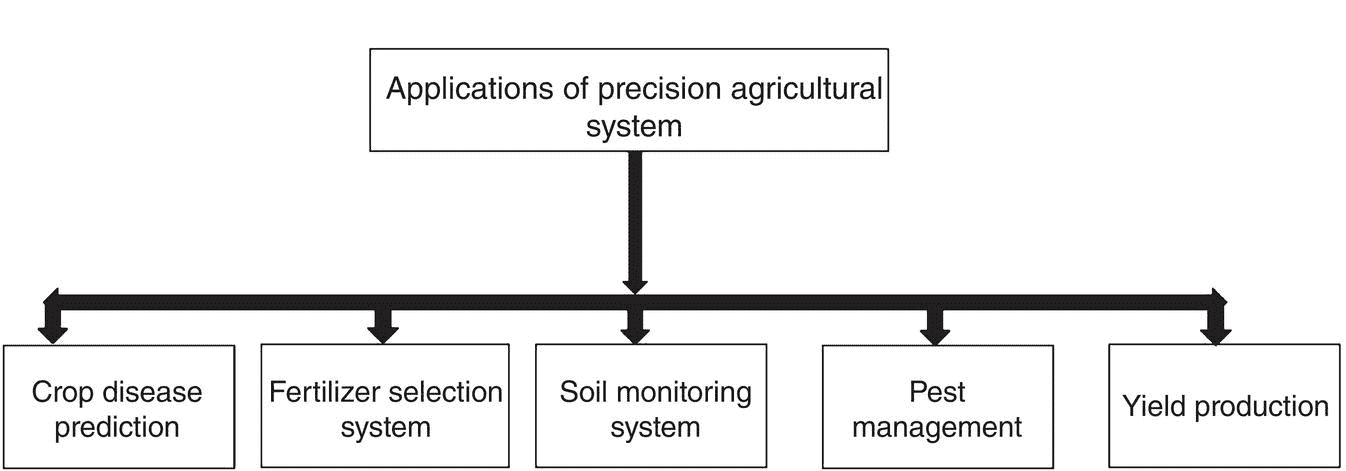 Applications of precision agricultural
system
Crop disease
prediction
Fertilizer selection
system
Soil monitoring
system
Pest
management
Yield production